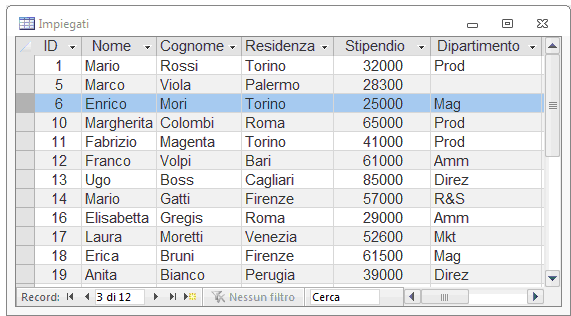 Impiegati
ID Nome Cognome Residenza Stipendio Dipartimento
1 Mario Rossi Torino 32000 Prod
5 Marco Viola Palermo 28300
6 Enrico Mori Torino 25000 Mag
10 Margherita Colombi Roma 65000 Prod
11 Fabrizio Magenta Torino 41000 Prod
12 Franco Volpi Bari 61000 Amm
13 Ugo Boss Cagliari 85000 Direz
14 Mario Gatti Firenze 57000 R&S
16 Elisabetta Gregis Roma 29000 Amm
17 Laura Moretti Venezia 52600 Mkt
18 Erica Bruni Firenze 61500 Mag
19 Anita Bianco Perugia 39000 Direz
Record: 3 di 12 Nessun filtro Cerca